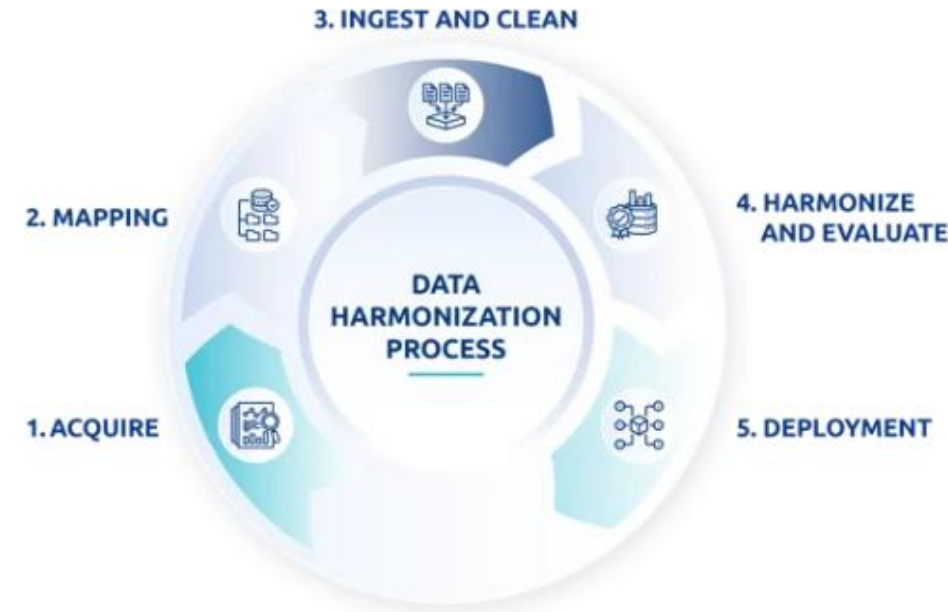 3. INGEST AND CLEAN
2. MAPPING
4. HARMONIZE
AND EVALUATE
DATA
HARMONIZATION
PROCESS
1. ACQUIRE
5. DEPLOYMENT